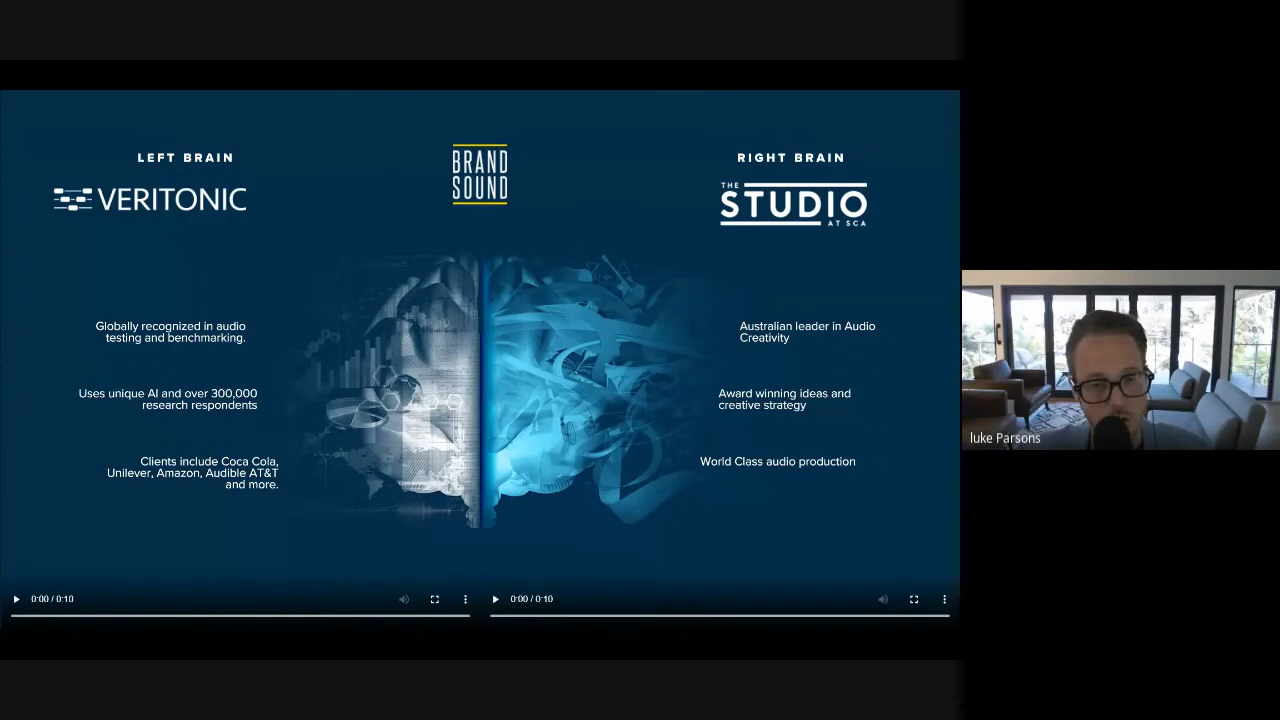 LEFT BRAIN
VERITONIC
Globally recognized in audio
testing and benchmarking.
Uses unique AI and over 300,000
research respondents
Clients include Coca Cola,
Unilever, Amazon, Audible AT&T
and more.
BRAND
SOUND
RIGHT BRAIN
THE
STUDIO
AT SCA
Australian leader in Audio
Creativity
Award winning ideas and
creative strategy
World Class audio production
0:00 / 0:10
0:00 / 0:10
luke Parsons